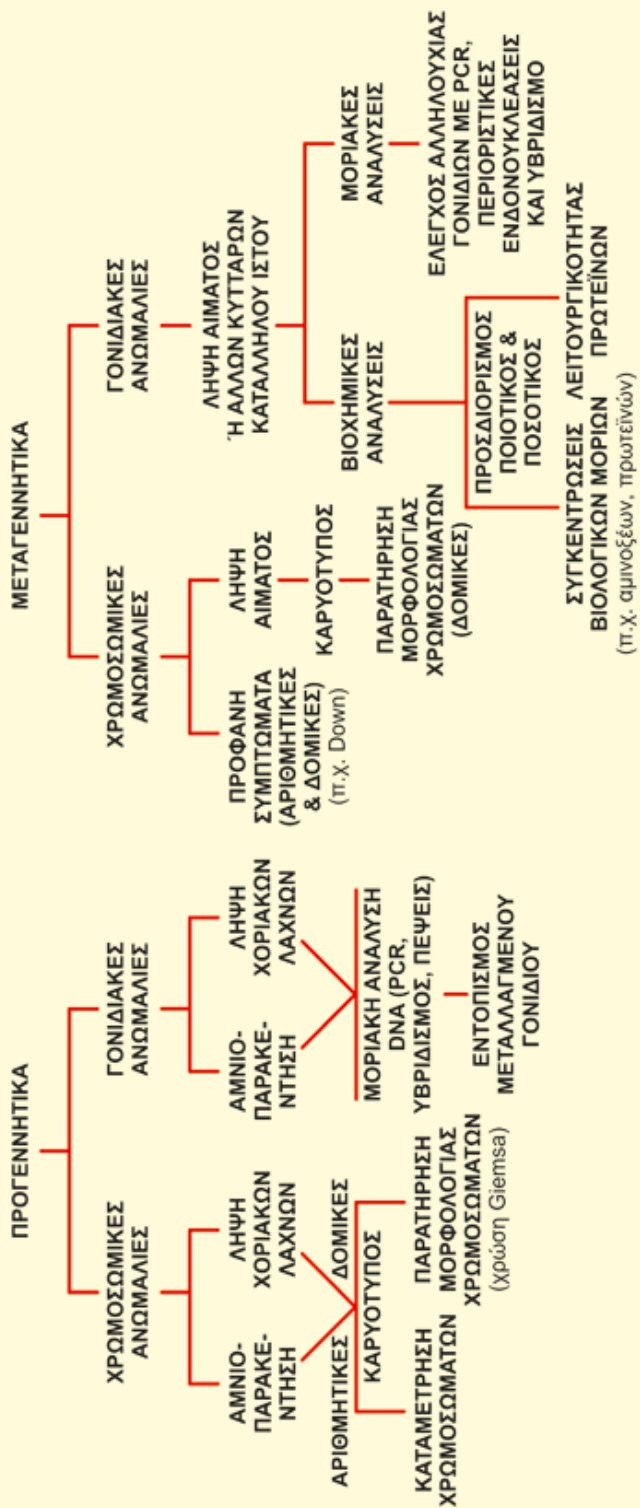 ΠΡΟΓΕΝΝΗΤΙΚΑ
ΧΡΩΜΟΣΩΜΙΚΕΣ
ΑΝΩΜΑΛΙΕΣ
ΑΜΝΙΟ-
ΠΑΡΑΚΕ-
ΝΤΗΣΗ
ΛΗΨΗ
ΧΟΡΙΑΚΩΝ
ΛΑΧΝΩΝ
ΑΡΙΘΜΗΤΙΚΕΣ
ΔΟΜΙΚΕΣ
ΚΑΡΥΟΤΥΠΟΣ
ΚΑΤΑΜΕΤΡΗΣΗ
ΧΡΩΜΟΣΩΜΑΤΩΝ
ΠΑΡΑΤΗΡΗΣΗ
ΜΟΡΦΟΛΟΓΙΑΣ
ΧΡΩΜΟΣΩΜΑΤΩΝ
(χρώση Giemsa)
ΓΟΝΙΔΙΑΚΕΣ
ΑΝΩΜΑΛΙΕΣ
ΑΜΝΙΟ-
ΠΑΡΑΚΕ-
ΝΤΗΣΗ
ΛΗΨΗ
ΧΟΡΙΑΚΩΝ
ΛΑΧΝΩΝ
ΜΟΡΙΑΚΗ ΑΝΑΛΥΣΗ
DNA (PCR,
ΥΒΡΙΔΙΣΜΟΣ, ΠΕΨΕΙΣ)
ΕΝΤΟΠΙΣΜΟΣ
ΜΕΤΑΛΛΑΓΜΕΝΟΥ
ΓΟΝΙΔΙΟΥ
ΜΕΤΑΓΕΝΝΗΤΙΚΑ
ΧΡΩΜΟΣΩΜΙΚΕΣ
ΑΝΩΜΑΛΙΕΣ
ΠΡΟΦΑΝΗ
ΣΥΜΠΤΩΜΑΤΑ
(ΑΡΙΘΜΗΤΙΚΕΣ
& ΔΟΜΙΚΕΣ)
(π.χ. Down)
ΛΗΨΗ
ΑΙΜΑΤΟΣ
ΚΑΡΥΟΤΥΠΟΣ
ΠΑΡΑΤΗΡΗΣΗ
ΜΟΡΦΟΛΟΓΙΑΣ
ΧΡΩΜΟΣΩΜΑΤΩΝ
(ΔΟΜΙΚΕΣ)
ΓΟΝΙΔΙΑΚΕΣ
ΑΝΩΜΑΛΙΕΣ
ΛΗΨΗ ΑΙΜΑΤΟΣ
Ή ΑΛΛΩΝ ΚΥΤΤΑΡΩΝ
ΚΑΤΑΛΛΗΛΟΥ ΙΣΤΟΥ
ΒΙΟΧΗΜΙΚΕΣ
ΑΝΑΛΥΣΕΙΣ
ΠΡΟΣΔΙΟΡΙΣΜΟΣ
ΠΟΙΟΤΙΚΟΣ &
ΠΟΣΟΤΙΚΟΣ
ΣΥΓΚΕΝΤΡΩΣΕΙΣ
ΒΙΟΛΟΓΙΚΩΝ ΜΟΡΙΩΝ
(π.χ. αμινοξέων, πρωτεϊνών)
ΛΕΙΤΟΥΡΓΙΚΟΤΗΤΑΣ
ΠΡΩΤΕΪΝΩΝ
ΜΟΡΙΑΚΕΣ
ΑΝΑΛΥΣΕΙΣ
ΕΛΕΓΧΟΣ ΑΛΛΗΛΟΥΧΙΑΣ
ΓΟΝΙΔΙΩΝ ΜΕ PCR,
ΠΕΡΙΟΡΙΣΤΙΚΕΣ
ΕΝΔΟΝΟΥΚΛΕΑΣΕΙΣ
ΚΑΙ ΥΒΡΙΔΙΣΜΟ